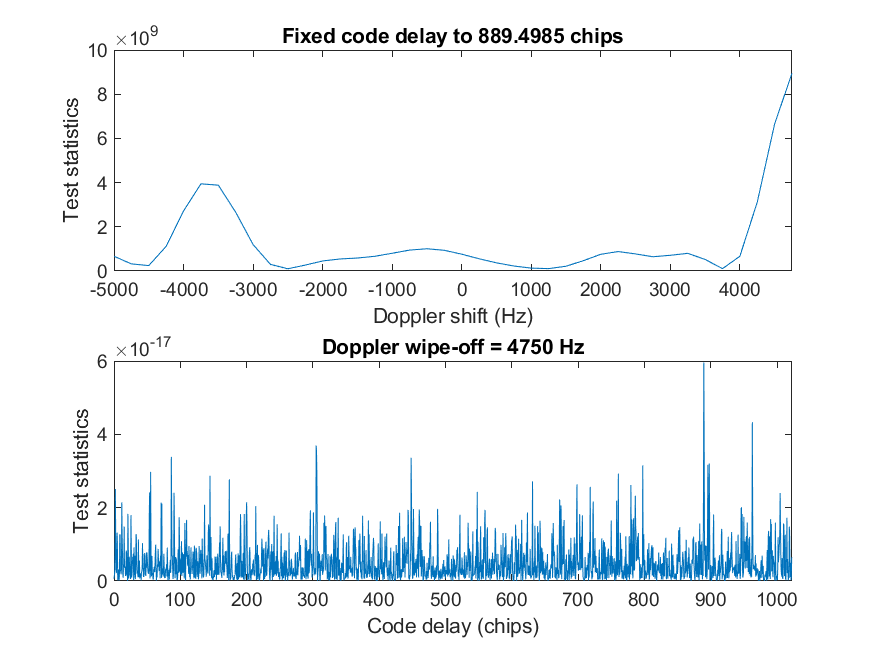 ×10^9
Fixed code delay to 889.4985 chips
10
8
6
4
2
0
Test statistics
-5000 -4000 -3000 -2000 -1000 0 1000 2000 3000 4000
Doppler shift (Hz)
×10^-17
Doppler wipe-off = 4750 Hz
6
4
2
0
Test statistics
0 100 200 300 400 500 600 700 800 900 1000
Code delay (chips)